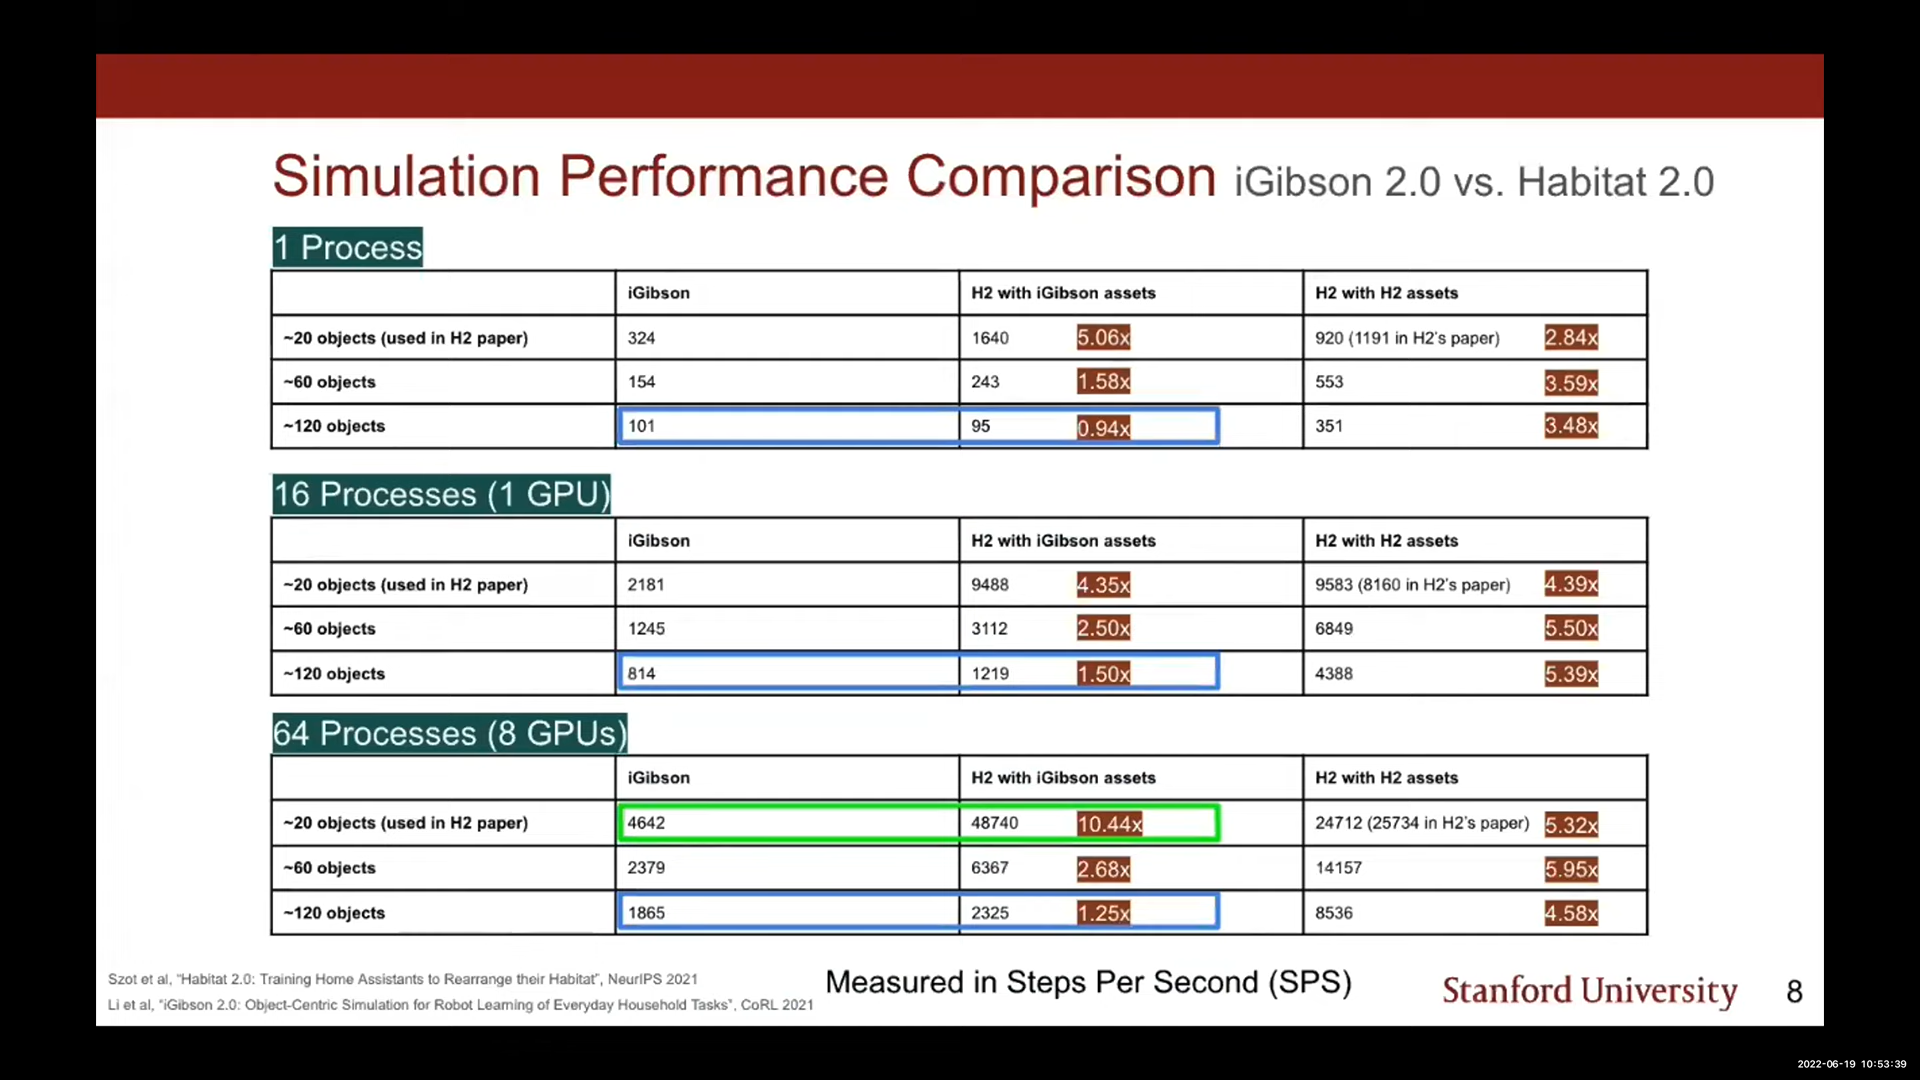 Simulation Performance Comparison iGibson 2.0 vs. Habitat 2.0
1 Process
iGibson H2 with iGibson assets H2 with H2 assets
~20 objects (used in H2 paper) 324 1640 5.06x 920 (1191 in H2's paper) 2.84x
~60 objects 154 243 1.58x 553 3.59x
~120 objects 101 95 0.94x 351 3.48x
16 Processes (1 GPU)
iGibson H2 with iGibson assets H2 with H2 assets
~20 objects (used in H2 paper) 2181 9488 4.35x 9583 (8160 in H2's paper) 4.39x
~60 objects 1245 3112 2.50x 6849 5.50x
~120 objects 814 1219 1.50x 4388 5.39x
64 Processes (8 GPUs)
iGibson H2 with iGibson assets H2 with H2 assets
~20 objects (used in H2 paper) 4642 48740 10.44x 24712 (25734 in H2's paper) 5.32x
~60 objects 2379 6367 2.68x 14157 5.95x
~120 objects 1865 2325 1.25x 8536 4.58x
Szot et al, "Habitat 2.0: Training Home Assistants to Rearrange their Habitat", NeurIPS 2021
Li et al, "iGibson 2.0: Object-Centric Simulation for Robot Learning of Everyday Household Tasks", CoRL 2021
Measured in Steps Per Second (SPS)
Stanford University 8
2022-06-19 10:53:39